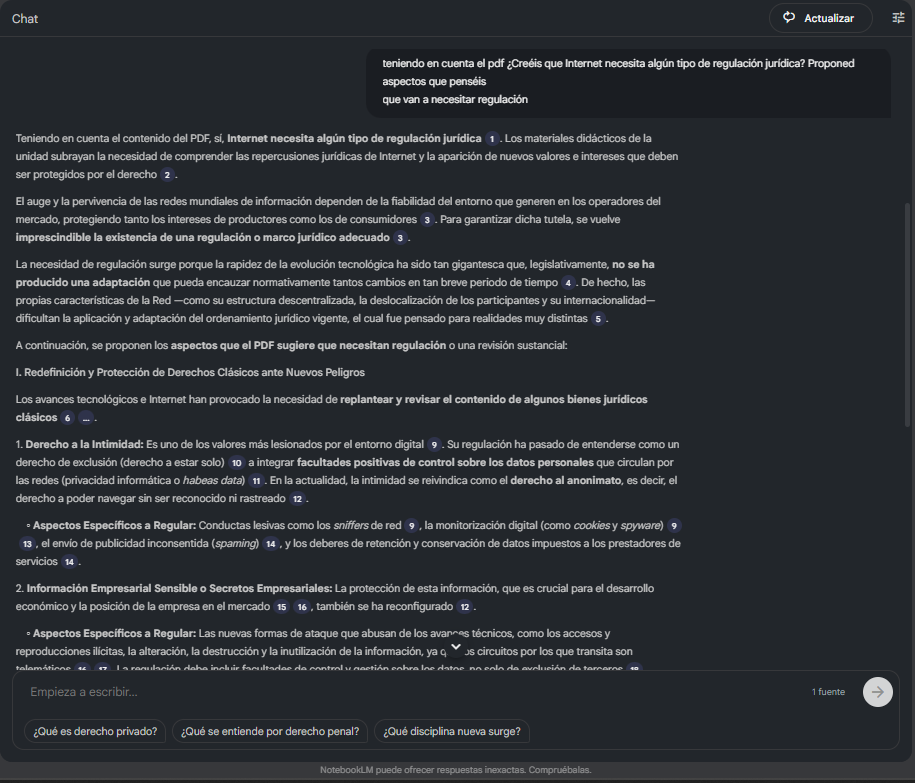 Chat
Actualizar
teniendo en cuenta el pdf ¿Creéis que Internet necesita algún tipo de regulación jurídica? Proponed
aspectos que penséis
que van a necesitar regulación
Teniendo en cuenta el contenido del PDF, sí, Internet necesita algún tipo de regulación jurídica 1 . Los materiales didácticos de la
unidad subrayan la necesidad de comprender las repercusiones jurídicas de Internet y la aparición de nuevos valores e intereses que deben
ser protegidos por el derecho 2 .
El auge y la pervivencia de las redes mundiales de información dependen de la fiabilidad del entorno que generen en los operadores del
mercado, protegiendo tanto los intereses de productores como los de consumidores 3 . Para garantizar dicha tutela, se vuelve
imprescindible la existencia de una regulación o marco jurídico adecuado 3 .
La necesidad de regulación surge porque la rapidez de la evolución tecnológica ha sido tan gigantesca que, legislativamente, no se ha
producido una adaptación que pueda encauzar normativamente tantos cambios en tan breve periodo de tiempo 4 . De hecho, las
propias características de la Red —como su estructura descentralizada, la deslocalización de los participantes y su internacionalidad—
dificultan la aplicación y adaptación del ordenamiento jurídico vigente, el cual fue pensado para realidades muy distintas 5 .
A continuación, se proponen los aspectos que el PDF sugiere que necesitan regulación o una revisión sustancial:
I. Redefinición y Protección de Derechos Clásicos ante Nuevos Peligros
Los avances tecnológicos e Internet han provocado la necesidad de replantear y revisar el contenido de algunos bienes jurídicos
clásicos 6 ... .
1. Derecho a la Intimidad: Es uno de los valores más lesionados por el entorno digital 9 . Su regulación ha pasado de entenderse como un
derecho de exclusión (derecho a estar solo) 10 a integrar facultades positivas de control sobre los datos personales que circulan por
las redes (privacidad informática o habeas data) 11 . En la actualidad, la intimidad se reivindica como el derecho al anonimato, es decir, el
derecho a poder navegar sin ser reconocido ni rastreado 12 .
◦ Aspectos Específicos a Regular: Conductas lesivas como los sniffers de red 9 , la monitorización digital (como cookies y spyware) 9
13 , el envío de publicidad inconsentida (spaming) 14 , y los deberes de retención y conservación de datos impuestos a los prestadores de
servicios 14 .
2. Información Empresarial Sensible o Secretos Empresariales: La protección de esta información, que es crucial para el desarrollo
económico y la posición de la empresa en el mercado 15 16 , también se ha reconfigurado 12 .
◦ Aspectos Específicos a Regular: Las nuevas formas de ataque que abusan de los avances técnicos, como los accesos y
reproducciones ilícitas, la alteración, la destrucción y la inutilización de la información, ya circuitos por los que transita son
telemáticos 16 17 . La regulación debe incluir facultades de control y gestión sobre los datos, no solo de exclusión de terceros 18
Empieza a escribir...
1 fuente
¿Qué es derecho privado?
¿Qué se entiende por derecho penal?
¿Qué disciplina nueva surge?
NotebookLM puede ofrecer respuestas inexactas. Compruébalas.